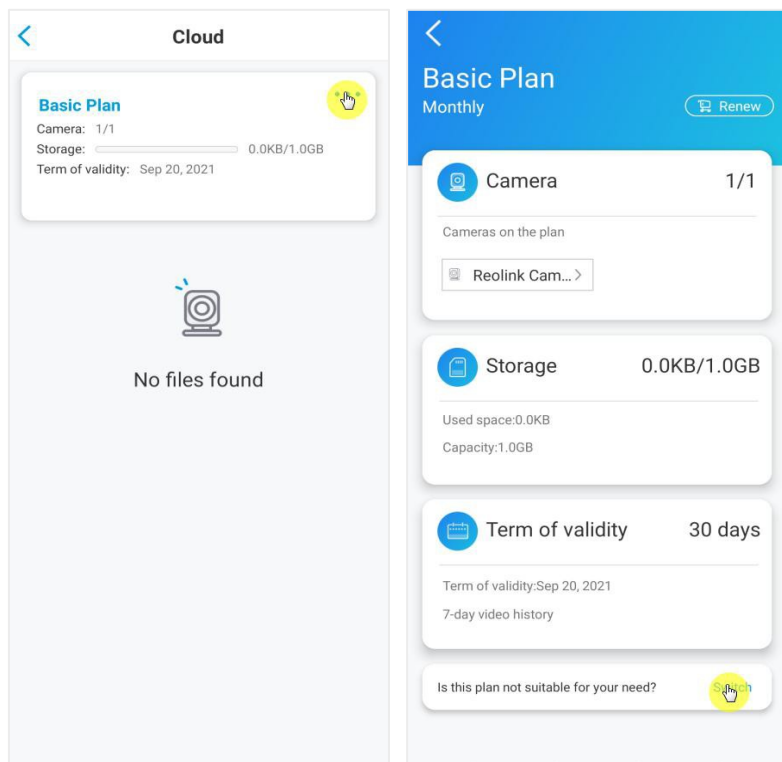 Cloud
Basic Plan
Camera: 1/1
Storage: 0.0KB/1.0GB
Term of validity: Sep 20, 2021
No files found
Basic Plan
Monthly
Renew
Camera 1/1
Cameras on the plan
Reolink Cam...
Storage 0.0KB/1.0GB
Used space:0.0KB
Capacity:1.0GB
Term of validity 30 days
Term of validity:Sep 20, 2021
7-day video history
Is this plan not suitable for your need? Switch